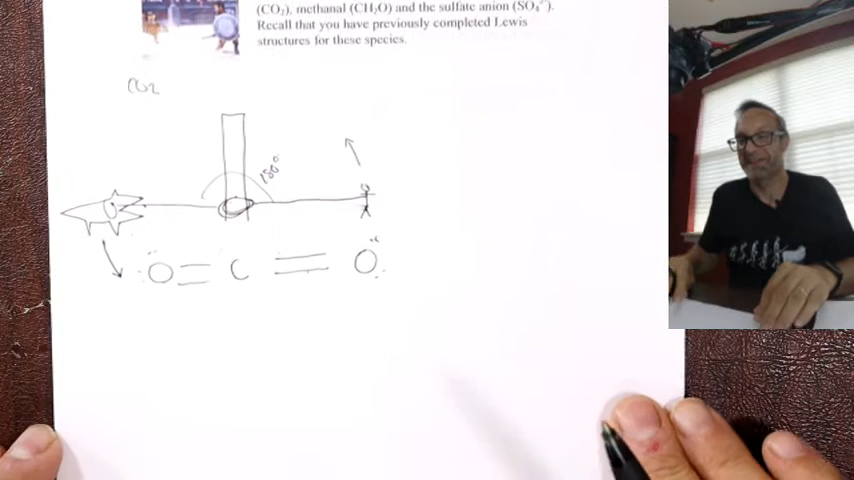 (CO₂), methanal (CH₂O) and the sulfate anion (SO₄²⁻).
Recall that you have previously completed Lewis
structures for these species.
CO₂
180°
O = C = O